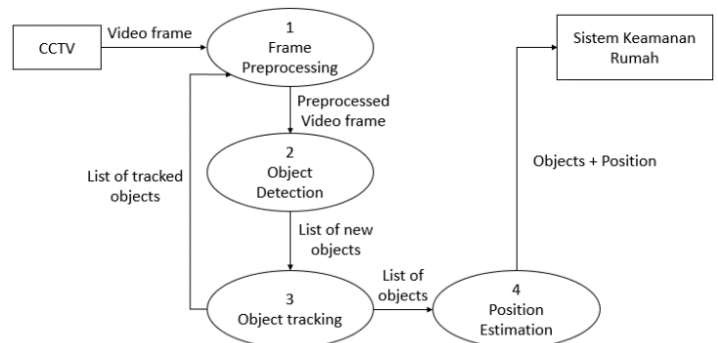 CCTV
Video frame
1
Frame
Preprocessing
Sistem Keamanan
Rumah
Preprocessed
Video frame
List of tracked
objects
2
Object
Detection
Objects + Position
List of new
objects
3
Object tracking
List of
objects
4
Position
Estimation